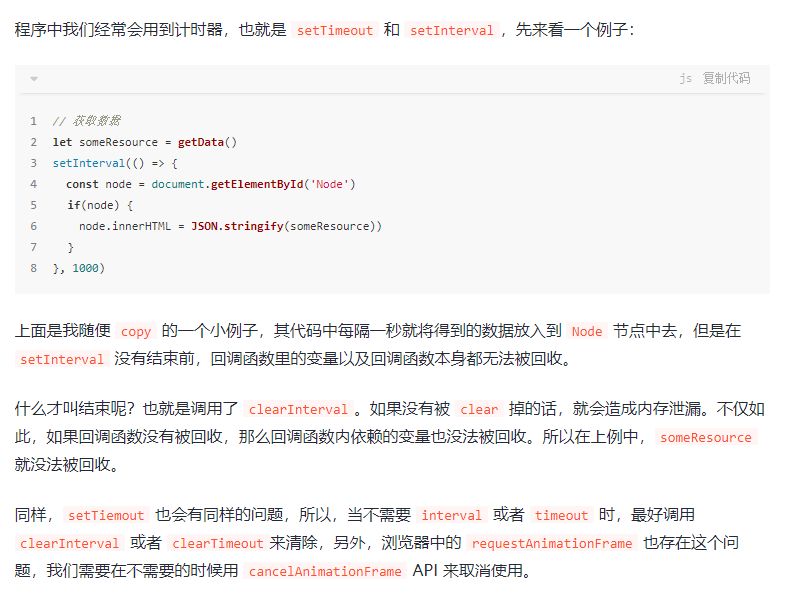 程序中我们经常会用到计时器，也就是 setTimeout 和 setInterval ，先来看一个例子：
js 复制代码
1 // 获取数据
2 let someResource = getData()
3 setInterval(() => {
4 const node = document.getElementById('Node')
5 if(node) {
6 node.innerHTML = JSON.stringify(someResource))
7 }
8 }, 1000)
上面是我随便 copy 的一个小例子，其代码中每隔一秒就将得到的数据放入到 Node 节点中去，但是在
setInterval 没有结束前，回调函数里的变量以及回调函数本身都无法被回收。
什么才叫结束呢？也就是调用了 clearInterval 。如果没有被 clear 掉的话，就会造成内存泄漏。不仅如
此，如果回调函数没有被回收，那么回调函数内依赖的变量也没法被回收。所以在上例中， someResource
就没法被回收。
同样， setTiemout 也会有同样的问题，所以，当不需要 interval 或者 timeout 时，最好调用
clearInterval 或者 clearTimeout 来清除，另外，浏览器中的 requestAnimationFrame 也存在这个问
题，我们需要在不需要的时候用 cancelAnimationFrame API 来取消使用。